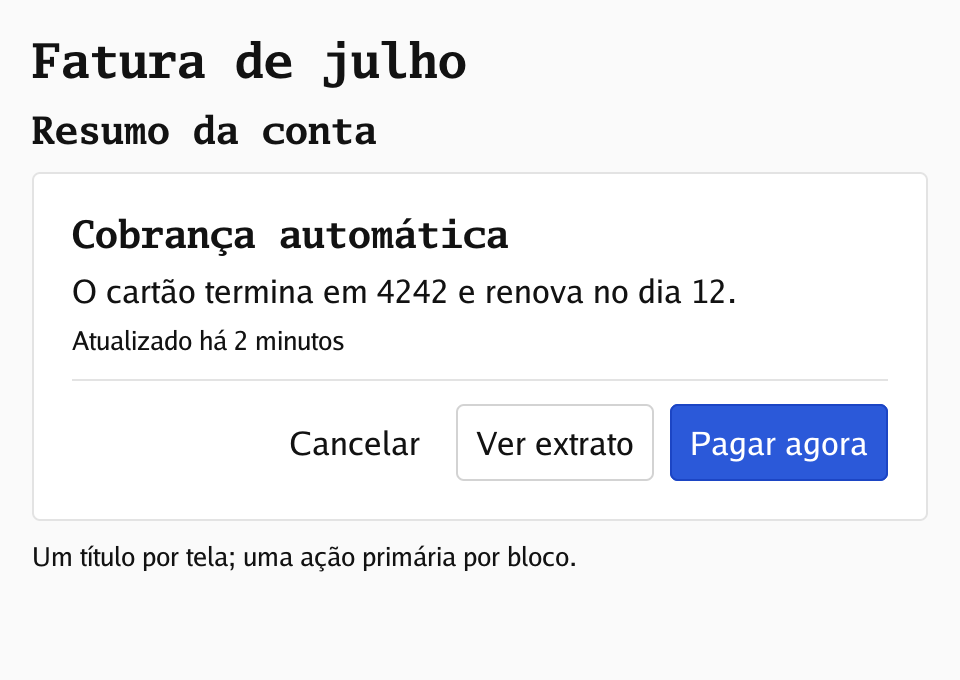 Fatura de julho
Resumo da conta
Cobrança automática
O cartão termina em 4242 e renova no dia 12.
Atualizado há 2 minutos
Cancelar
Ver extrato
Pagar agora
Um título por tela; uma ação primária por bloco.